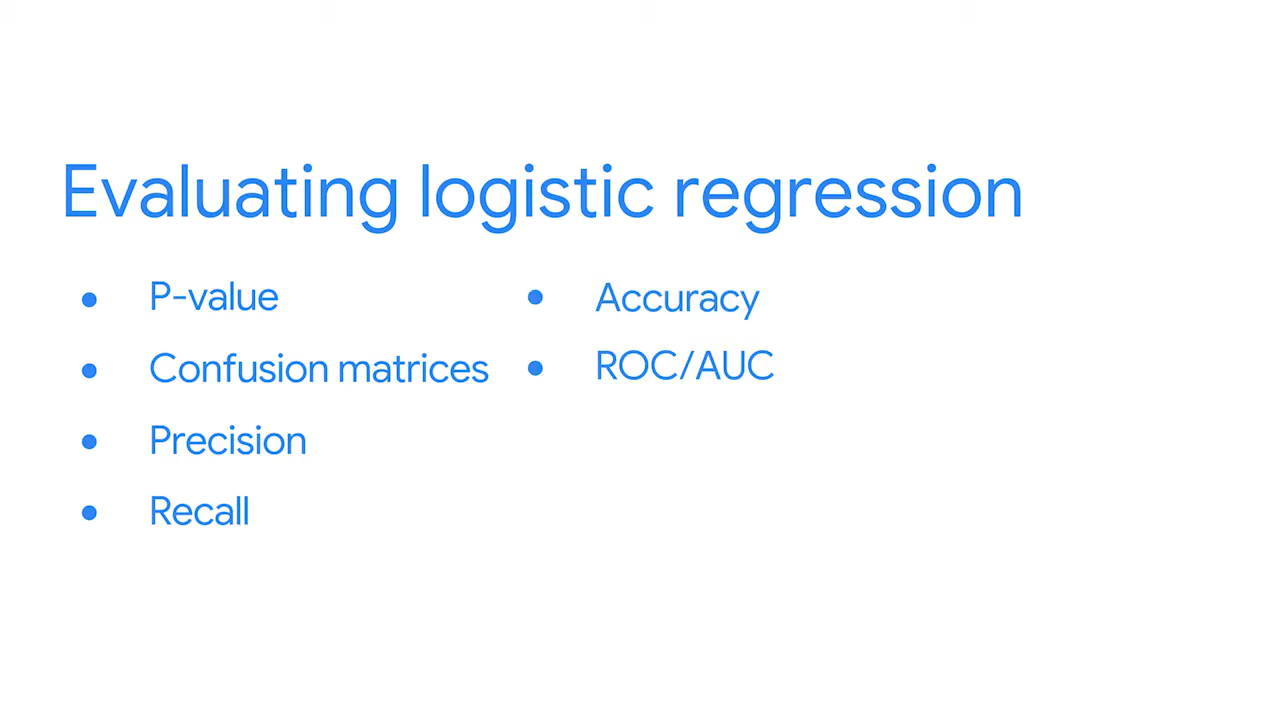 Evaluating logistic regression
• P-value
• Confusion matrices
• Precision
• Recall
• Accuracy
• ROC/AUC